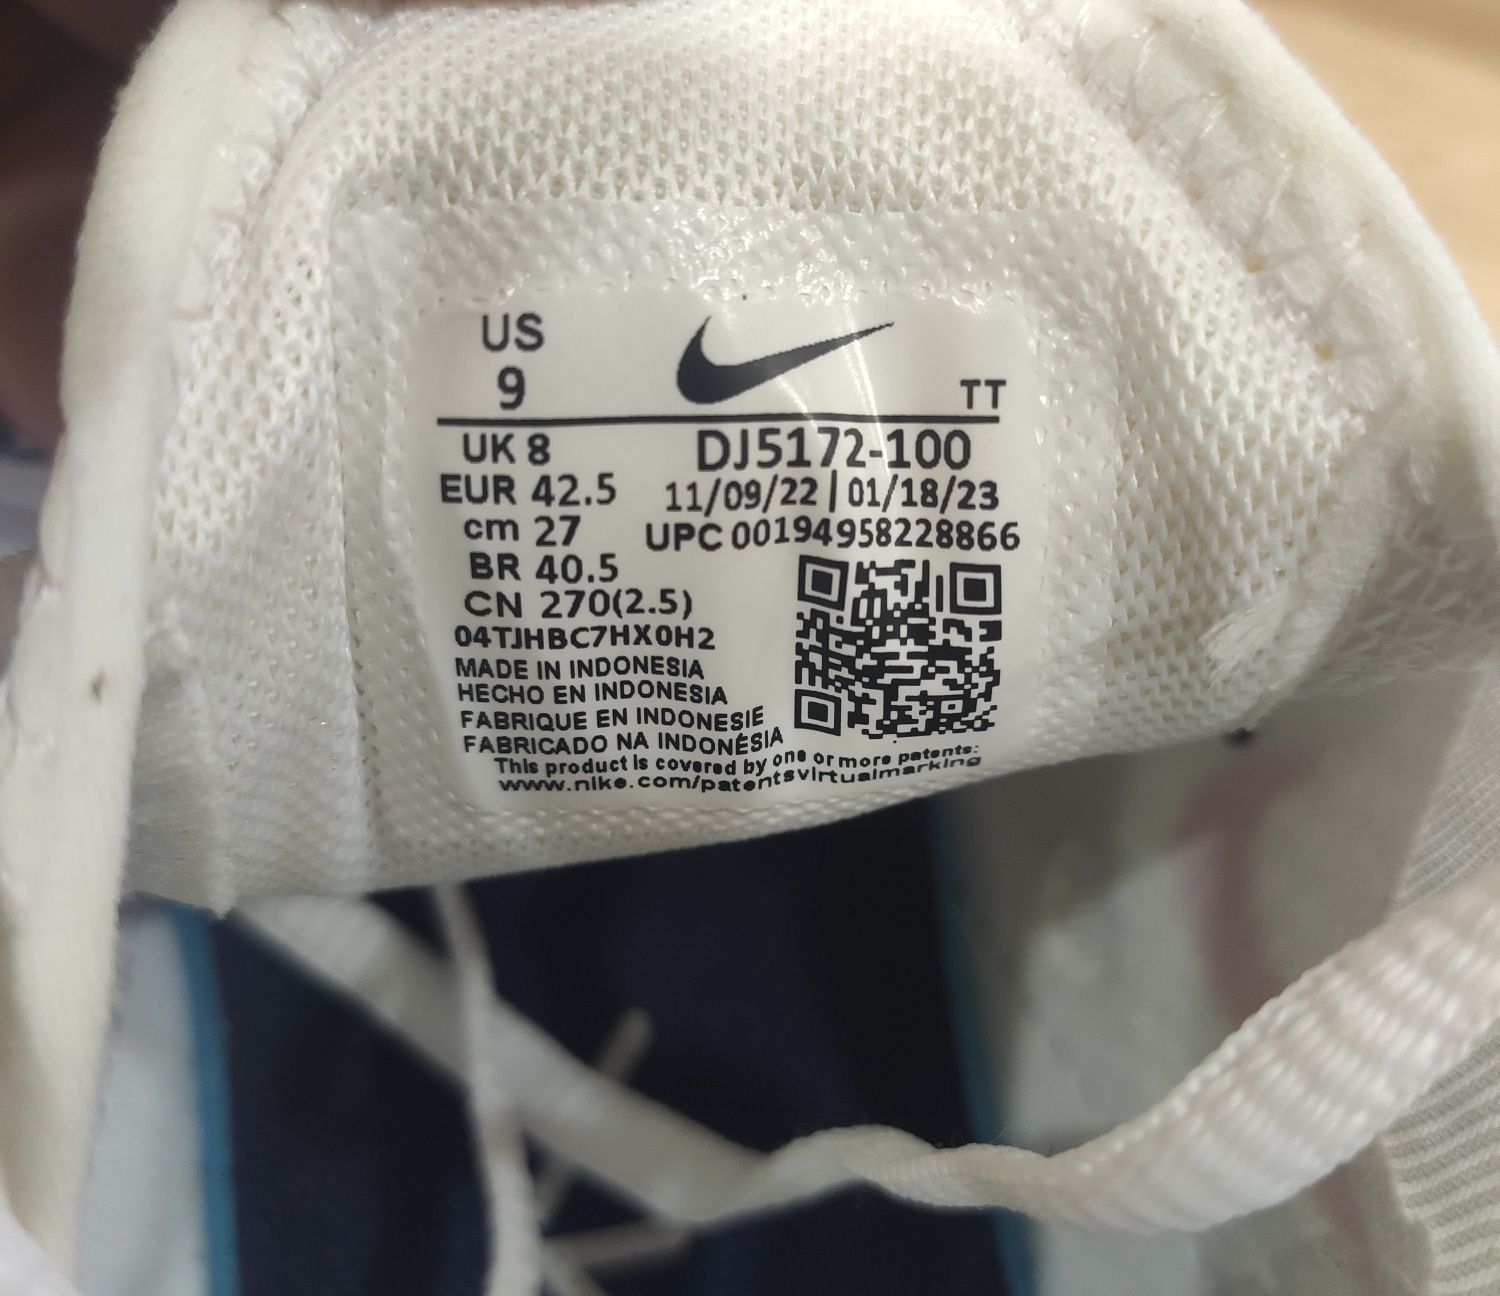 US
9
TT
UK 8
DJ5172-100
EUR 42.5
11/09/22 | 01/18/23
cm 27
UPC 00194958228866
BR 40.5
CN 270(2.5)
04TJHBC7HX0H2
MADE IN INDONESIA
HECHO EN INDONESIA
FABRIQUE EN INDONESIE
FABRICADO NA INDONÉSIA
This product is covered by one or more patents:
www.nike.com/patentsvirtualmarking